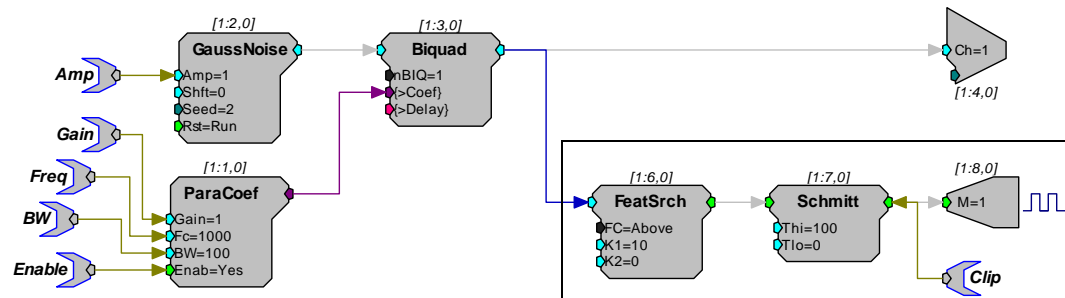 [1:2,0]
GaussNoise
Amp=1
Shft=0
Seed=2
Rst=Run
[1:3,0]
Biquad
nBIQ=1
{>Coef}
{>Delay}
Ch=1
[1:4,0]
Amp
Gain
Freq
BW
Enable
[1:1,0]
ParaCoef
Gain=1
Fc=1000
BW=100
Enab=Yes
[1:6,0]
FeatSrch
FC=Above
K1=10
K2=0
[1:7,0]
Schmitt
Thi=100
Tlo=0
[1:8,0]
M=1
Clip